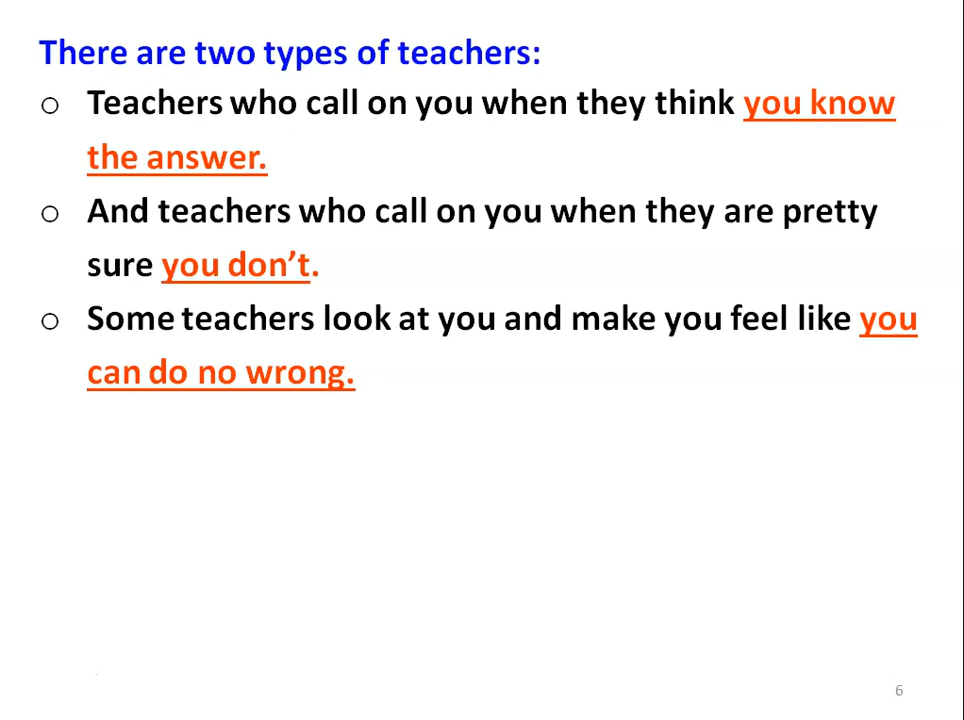 There are two types of teachers:
○ Teachers who call on you when they think you know
the answer.
○ And teachers who call on you when they are pretty
sure you don’t.
○ Some teachers look at you and make you feel like you
can do no wrong.
6